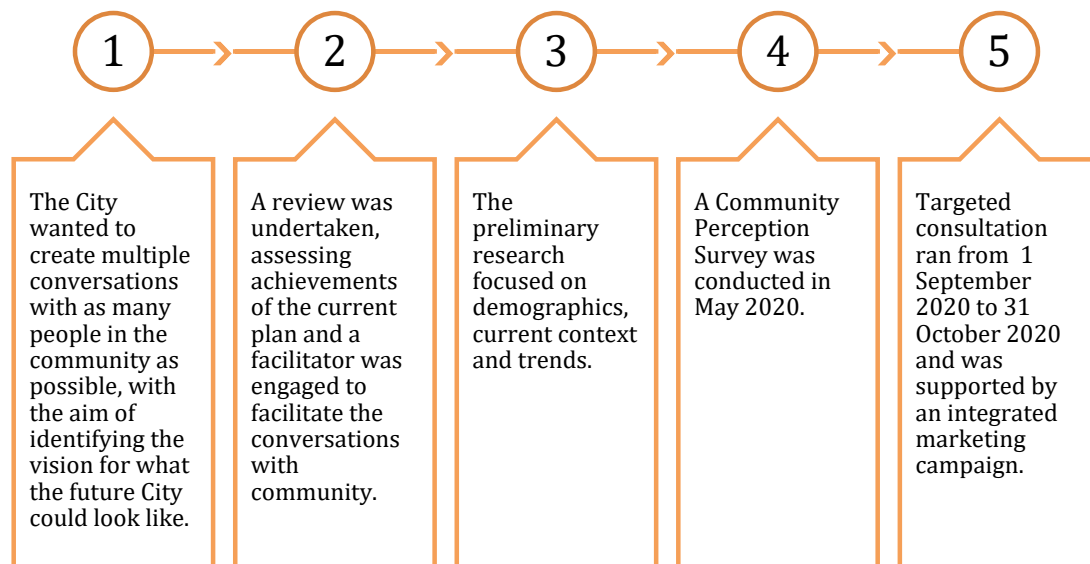 1
2
3
4
5
The City
wanted to
create multiple
conversations
with as many
people in the
community as
possible, with
the aim of
identifying the
vision for what
the future City
could look like.
A review was
undertaken,
assessing
achievements
of the current
plan and a
facilitator was
engaged to
facilitate the
conversations
with
community.
The
preliminary
research
focused on
demographics,
current context
and trends.
A Community
Perception
Survey was
conducted in
May 2020.
Targeted
consultation
ran from 1
September
2020 to 31
October 2020
and was
supported by
an integrated
marketing
campaign.